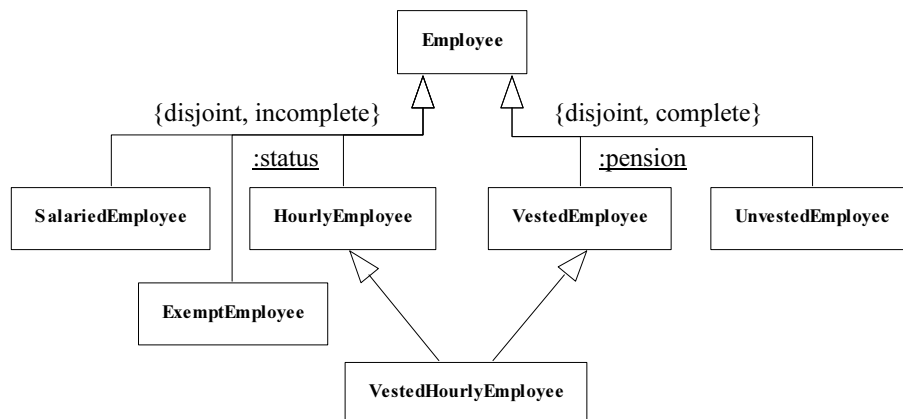 Employee
{disjoint, incomplete}
{disjoint, complete}
:status
:pension
SalariedEmployee
HourlyEmployee
VestedEmployee
UnvestedEmployee
ExemptEmployee
VestedHourlyEmployee